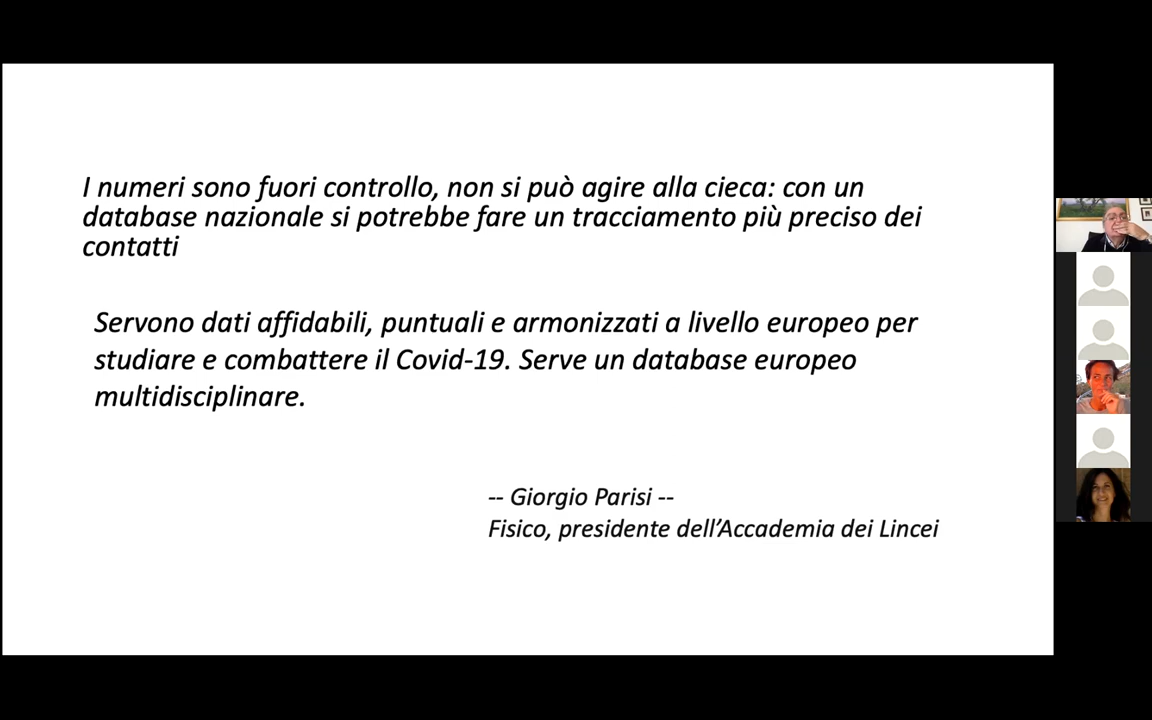 I numeri sono fuori controllo, non si può agire alla cieca: con un
database nazionale si potrebbe fare un tracciamento più preciso dei
contatti
Servono dati affidabili, puntuali e armonizzati a livello europeo per
studiare e combattere il Covid-19. Serve un database europeo
multidisciplinare.
-- Giorgio Parisi --
Fisico, presidente dell’Accademia dei Lincei